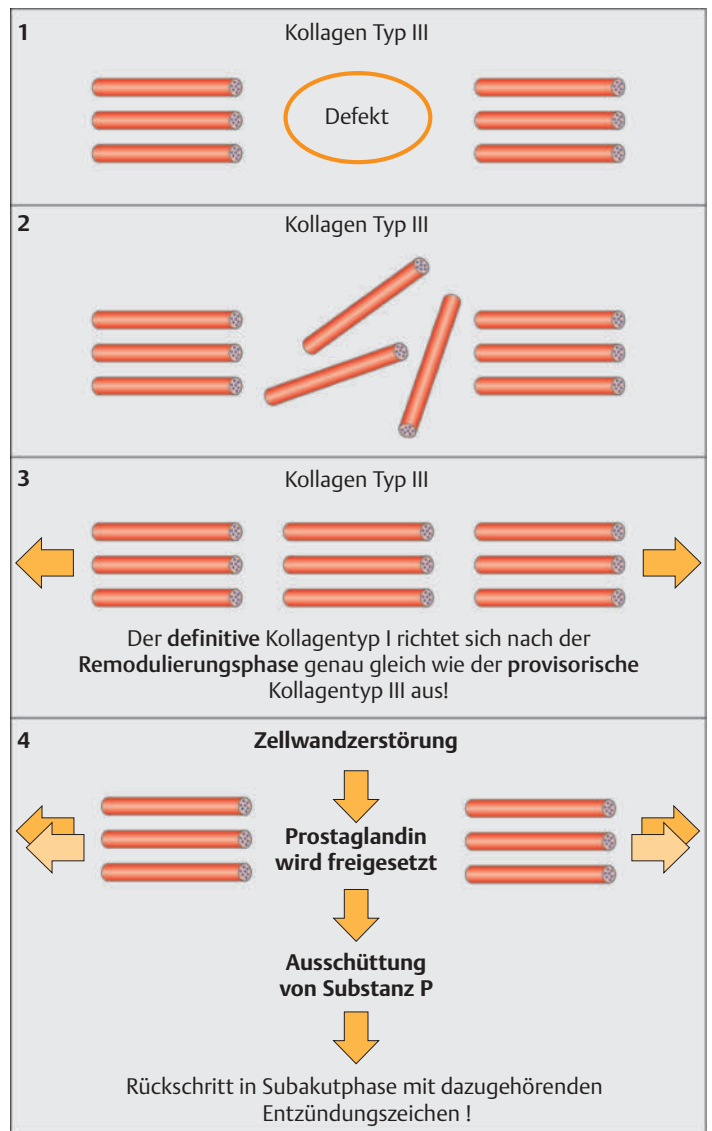 1
Kollagen Typ III
Defekt
2
Kollagen Typ III
3
Kollagen Typ III
Der definitive Kollagentyp I richtet sich nach der
Remodulierungsphase genau gleich wie der provisorische
Kollagentyp III aus!
4
Zellwandzerstörung
Prostaglandin
wird freigesetzt
Ausschüttung
von Substanz P
Rückschritt in Subakutphase mit dazugehörenden
Entzündungszeichen !